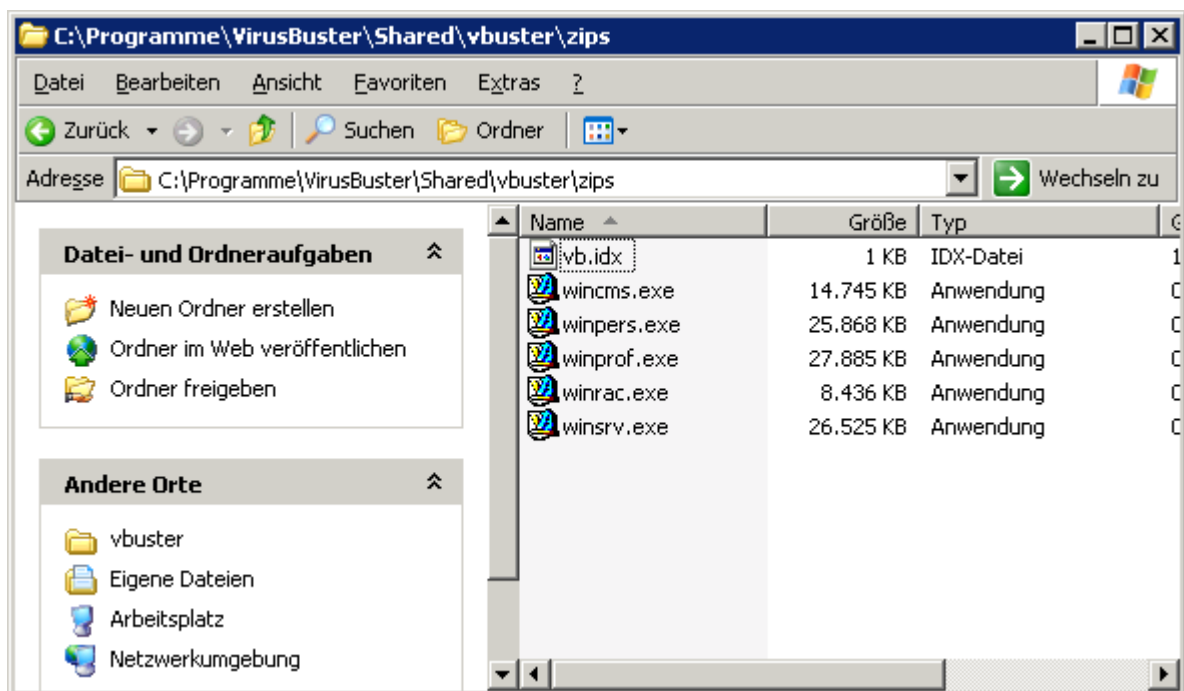 C:\Programme\VirusBuster\Shared\vbuster\zips
Datei Bearbeiten Ansicht Favoriten Extras ?
Zurück Suchen Ordner
Adresse C:\Programme\VirusBuster\Shared\vbuster\zips Wechseln zu
Datei- und Ordneraufgaben
Neuen Ordner erstellen
Ordner im Web veröffentlichen
Ordner freigeben
Andere Orte
vbuster
Eigene Dateien
Arbeitsplatz
Netzwerkumgebung
Name Größe Typ
vb.idx 1 KB IDX-Datei
wincms.exe 14.745 KB Anwendung
winpers.exe 25.868 KB Anwendung
winprof.exe 27.885 KB Anwendung
winrac.exe 8.436 KB Anwendung
winsrv.exe 26.525 KB Anwendung